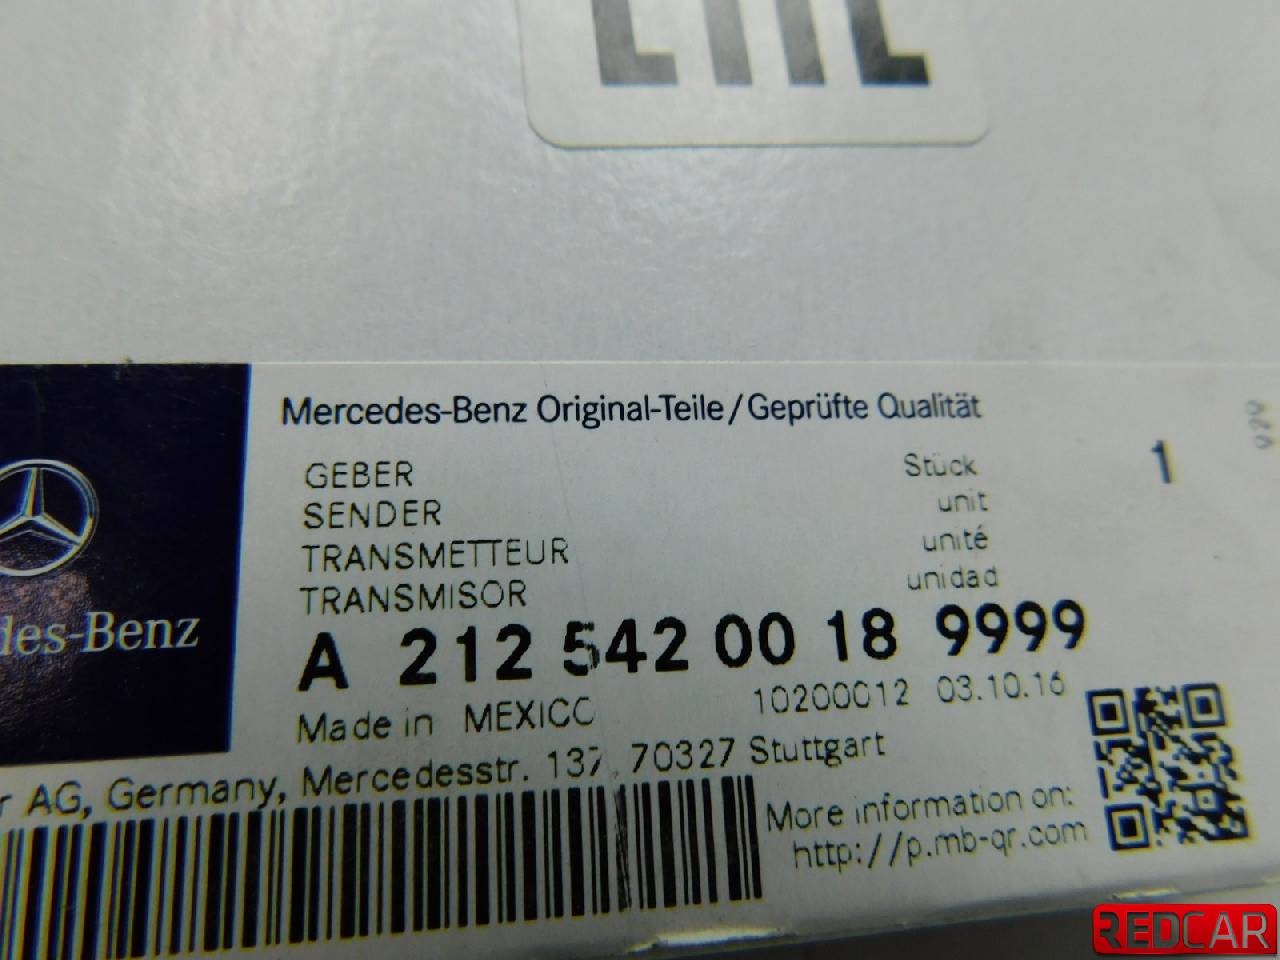 EAC
Mercedes-Benz Original-Teile/Geprüfte Qualität
GEBER
SENDER
TRANSMETTEUR
TRANSMISOR
Stück 1
unit
unité
unidad
des-Benz
A 212 542 00 18 9999
Made in MEXICO 10200012 03.10.16
r AG, Germany, Mercedesstr. 137, 70327 Stuttgart
More information on:
http://p.mb-qr.com
REDCAR